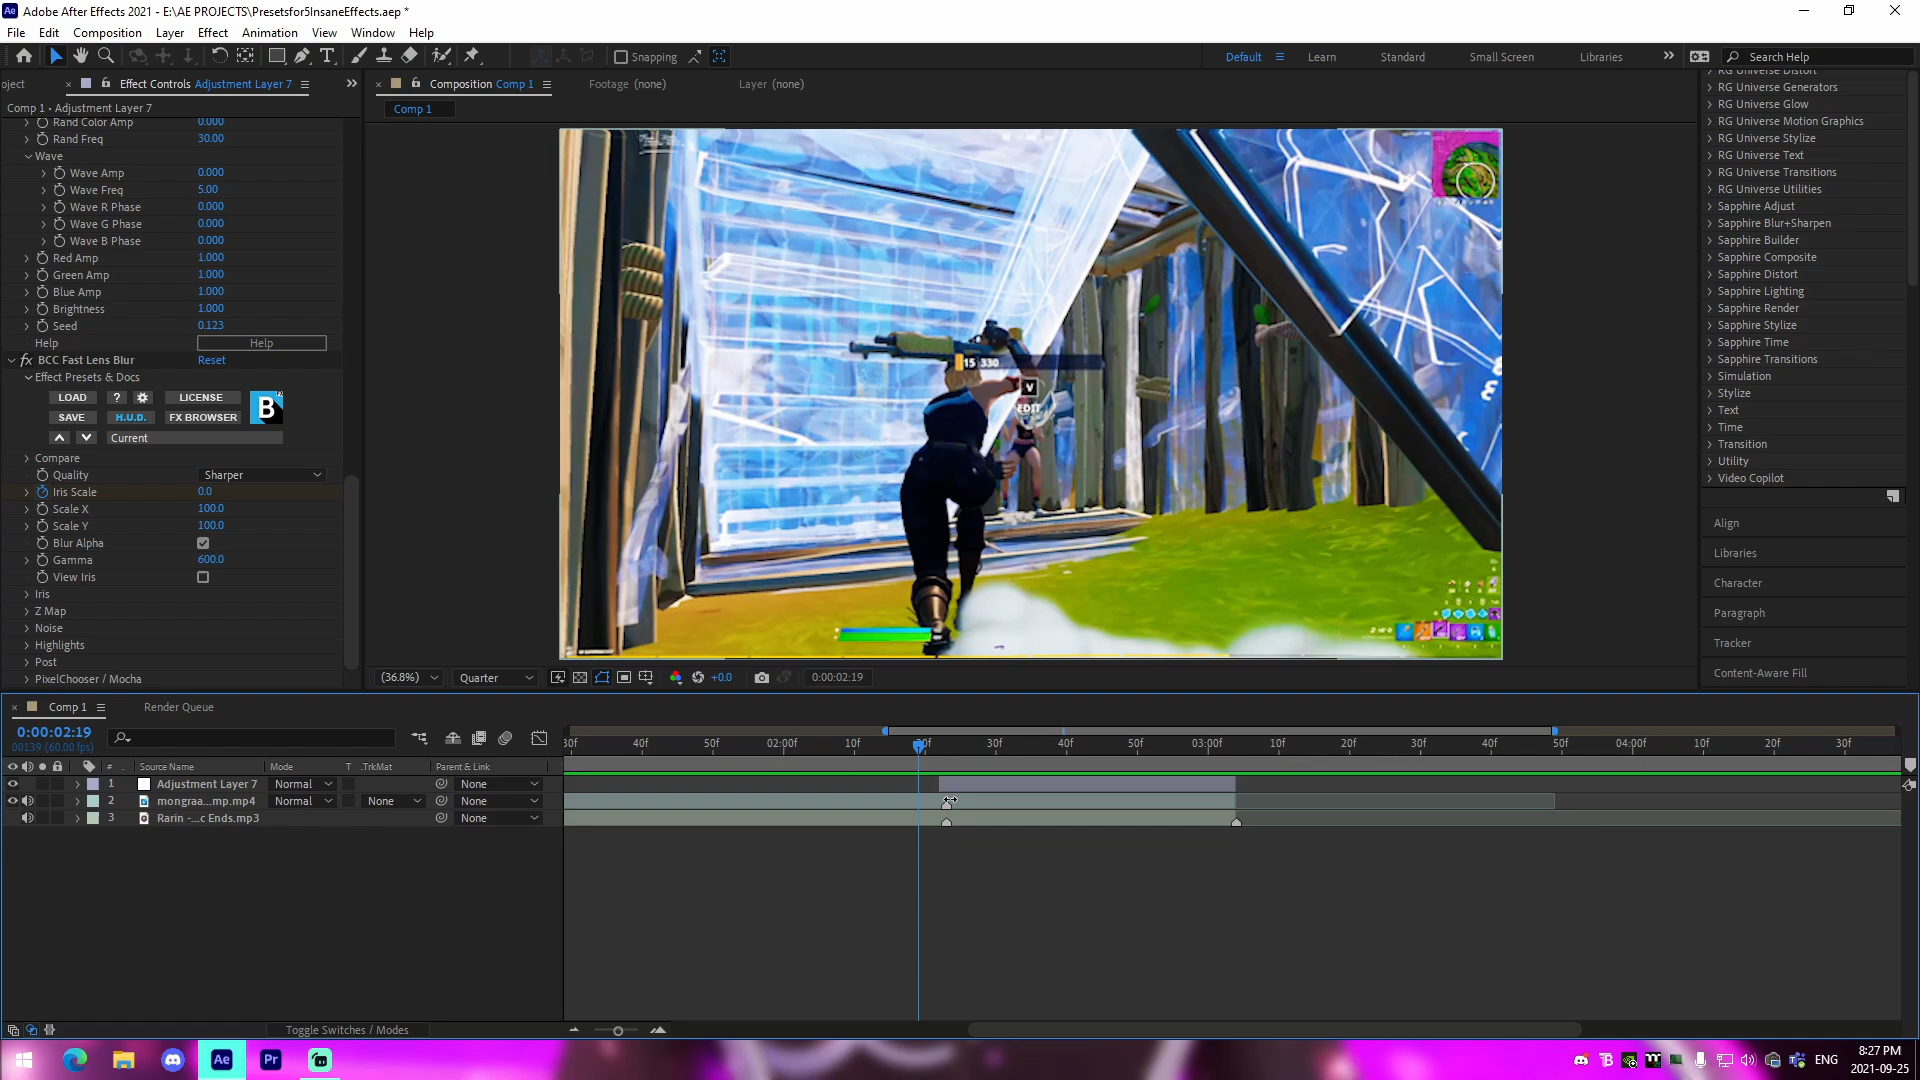 Ae Adobe After Effects 2021 - E:\AE PROJECTS\Presetsfor5InsaneEffects.aep *
File Edit Composition Layer Effect Animation View Window Help
Snapping
Default Learn Standard Small Screen Libraries Search Help
oject Effect Controls Adjustment Layer 7
Composition Comp 1 Footage (none) Layer (none)
Comp 1 • Adjustment Layer 7
Comp 1
Rand Color Amp 0.000
Rand Freq 30.00
Wave
Wave Amp 0.000
Wave Freq 5.00
Wave R Phase 0.000
Wave G Phase 0.000
Wave B Phase 0.000
Red Amp 1.000
Green Amp 1.000
Blue Amp 1.000
Brightness 1.000
Seed 0.123
Help Help
fx BCC Fast Lens Blur Reset
Effect Presets & Docs
LOAD ? LICENSE
SAVE H.U.D. FX BROWSER
B
Current
Compare
Quality Sharper
Iris Scale 0.0
Scale X 100.0
Scale Y 100.0
Blur Alpha
Gamma 600.0
View Iris
Iris
Z Map
Noise
Highlights
Post
PixelChooser / Mocha
15 330
V
EDIT
RG Universe Distort
RG Universe Generators
RG Universe Glow
RG Universe Motion Graphics
RG Universe Stylize
RG Universe Text
RG Universe Transitions
RG Universe Utilities
Sapphire Adjust
Sapphire Blur+Sharpen
Sapphire Builder
Sapphire Composite
Sapphire Distort
Sapphire Lighting
Sapphire Render
Sapphire Stylize
Sapphire Time
Sapphire Transitions
Simulation
Stylize
Text
Time
Transition
Utility
Video Copilot
Align
Libraries
Character
Paragraph
Tracker
Content-Aware Fill
(36.8%) Quarter +0.0 0:00:02:19
Comp 1 Render Queue
0:00:02:19
00139 (60.00 fps)
30f 40f 50f 02:00f 10f 20f 30f 40f 50f 03:00f 10f 20f 30f 40f 50f 04:00f 10f 20f 30f
# Source Name Mode T .TrkMat Parent & Link
1 Adjustment Layer 7 Normal None
2 mongraa...mp.mp4 Normal None None
3 Rarin -...c Ends.mp3 None
Toggle Switches / Modes
Ae Pr
ENG
8:27 PM
2021-09-25